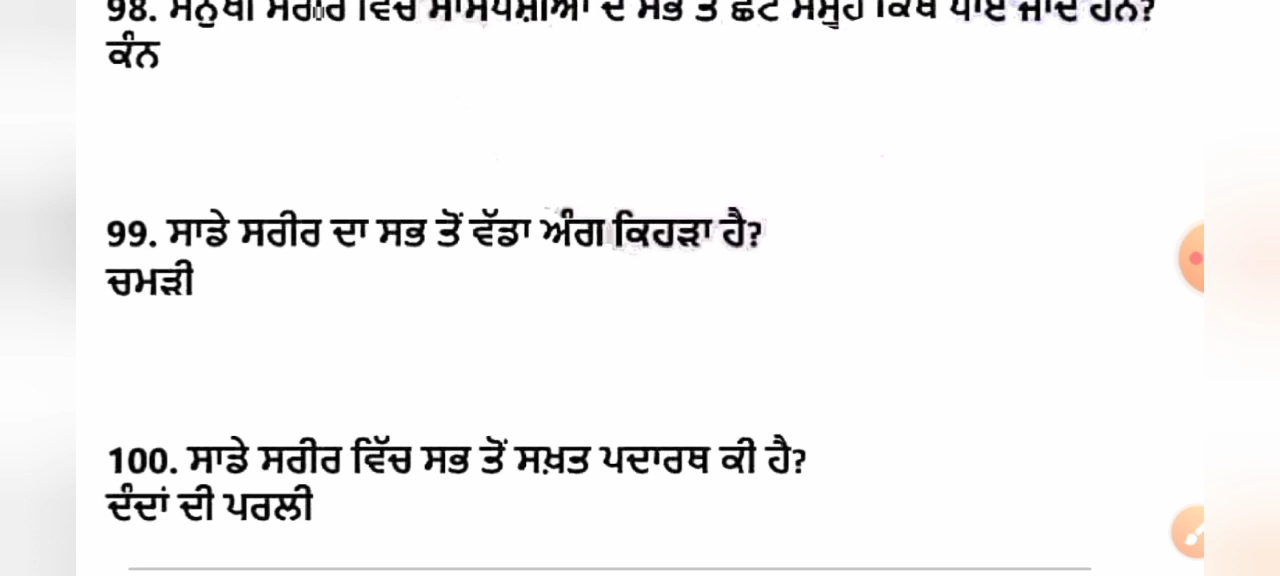 98. ਮਨੁੱਖੀ ਸਰੀਰ ਵਿੱਚ ਮਾਸਪੇਸ਼ੀਆਂ ਦੇ ਸਭ ਤੋਂ ਛੋਟੇ ਸਮੂਹ ਕਿੱਥੇ ਪਾਏ ਜਾਂਦੇ ਹਨ?
ਕੰਨ
99. ਸਾਡੇ ਸਰੀਰ ਦਾ ਸਭ ਤੋਂ ਵੱਡਾ ਅੰਗ ਕਿਹੜਾ ਹੈ?
ਚਮੜੀ
100. ਸਾਡੇ ਸਰੀਰ ਵਿੱਚ ਸਭ ਤੋਂ ਸਖ਼ਤ ਪਦਾਰਥ ਕੀ ਹੈ?
ਦੰਦਾਂ ਦੀ ਪਰਲੀ